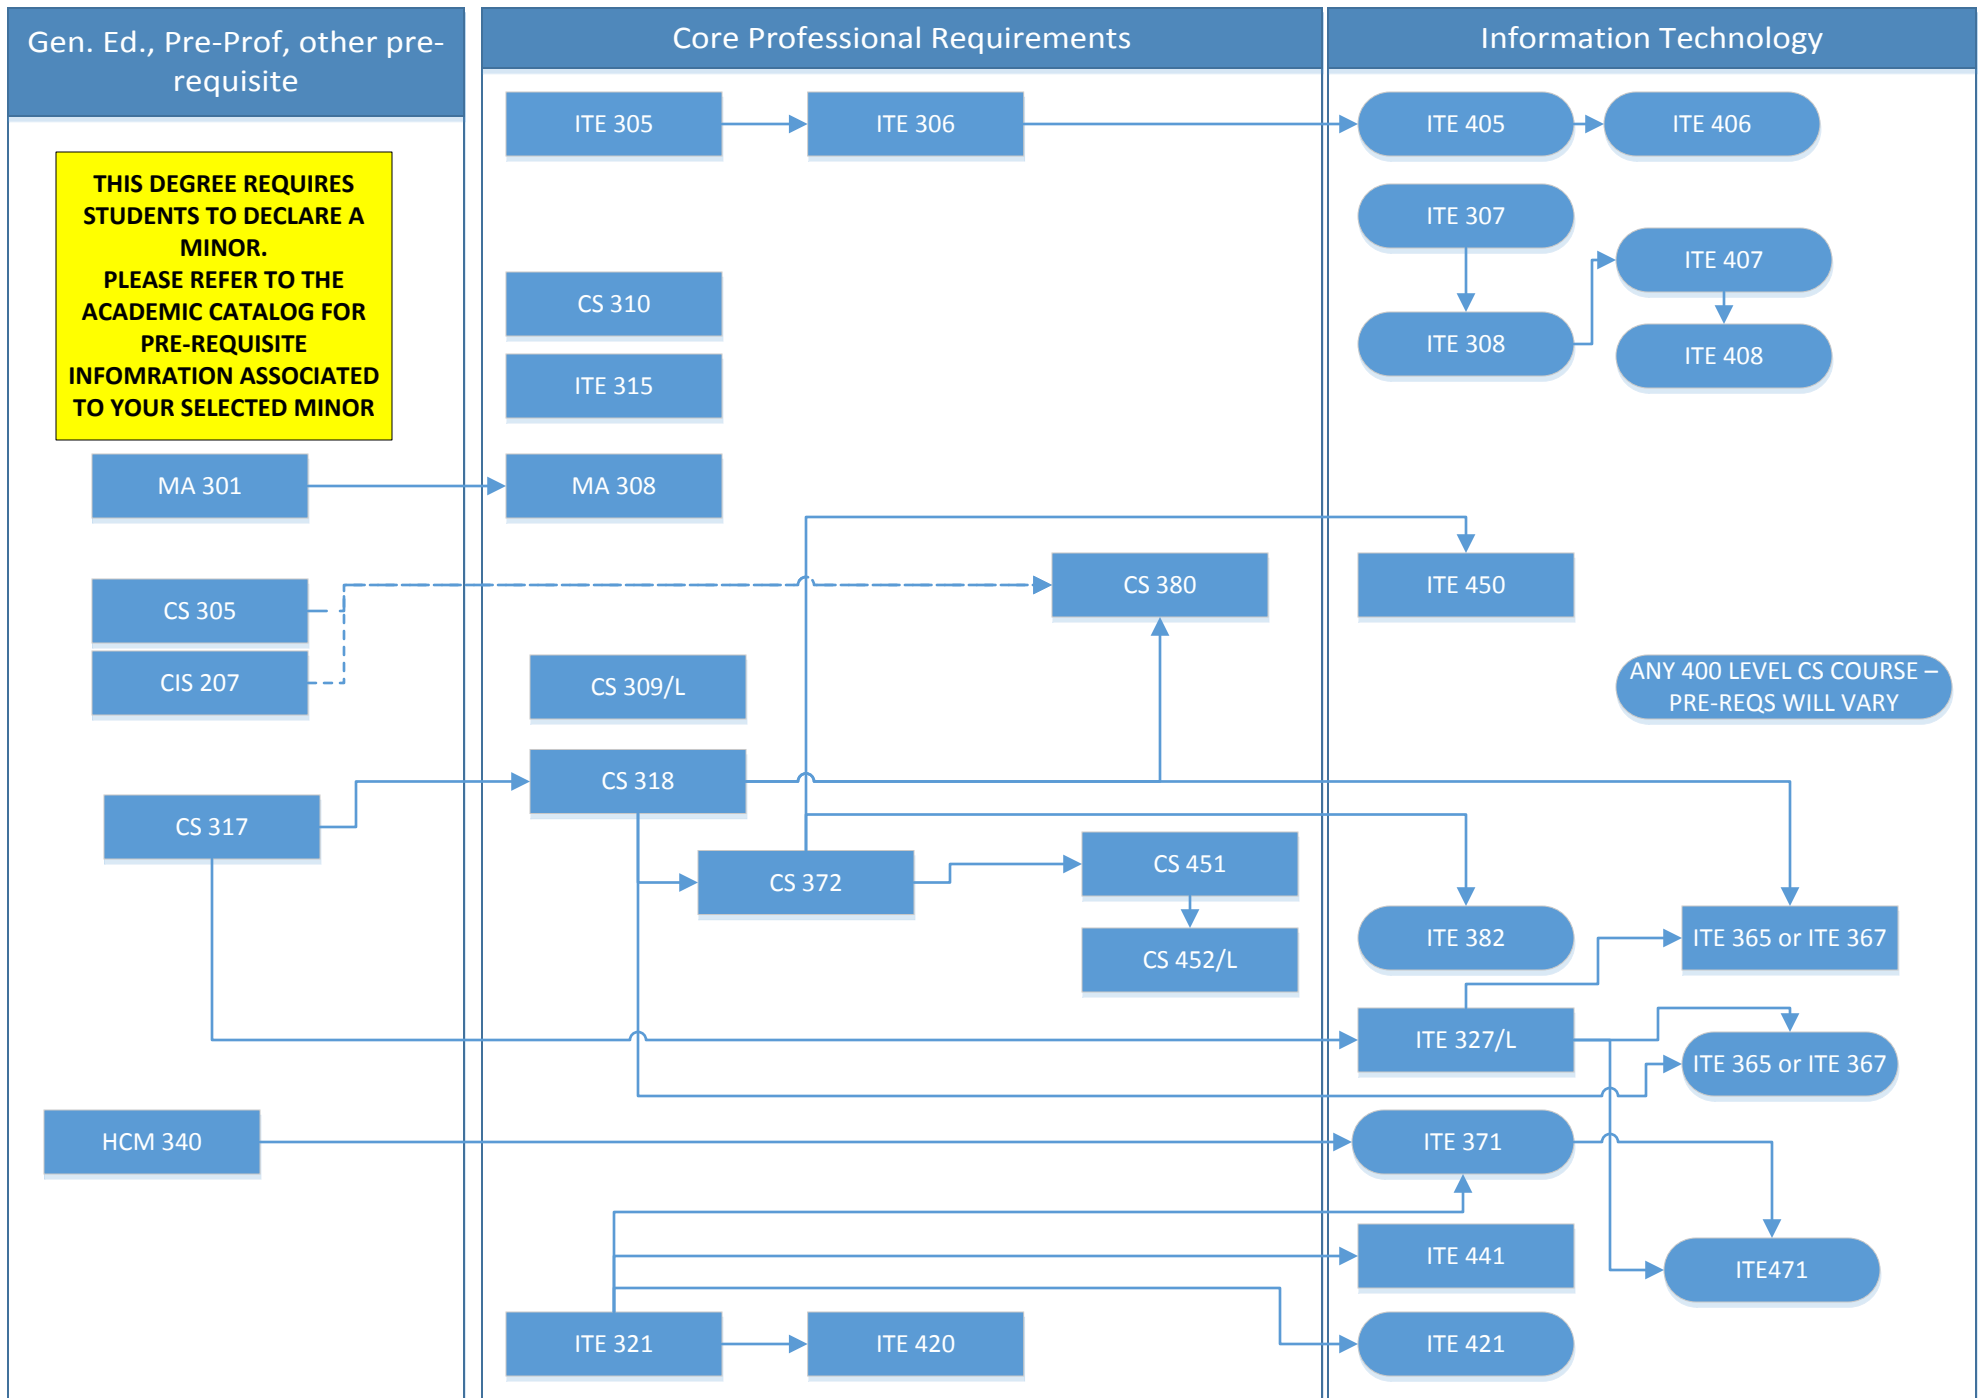 Gen. Ed., Pre-Prof, other pre-
requisite
Core Professional Requirements
Information Technology
THIS DEGREE REQUIRES
STUDENTS TO DECLARE A
MINOR.
PLEASE REFER TO THE
ACADEMIC CATALOG FOR
PRE-REQUISITE
INFOMRATION ASSOCIATED
TO YOUR SELECTED MINOR
MA 301
CS 305
CIS 207
CS 317
HCM 340
ITE 305
ITE 306
CS 310
ITE 315
MA 308
CS 380
CS 309/L
CS 318
CS 372
CS 451
CS 452/L
ITE 321
ITE 420
ITE 405
ITE 406
ITE 307
ITE 407
ITE 308
ITE 408
ITE 450
ANY 400 LEVEL CS COURSE –
PRE-REQS WILL VARY
ITE 382
ITE 365 or ITE 367
ITE 327/L
ITE 365 or ITE 367
ITE 371
ITE 441
ITE471
ITE 421